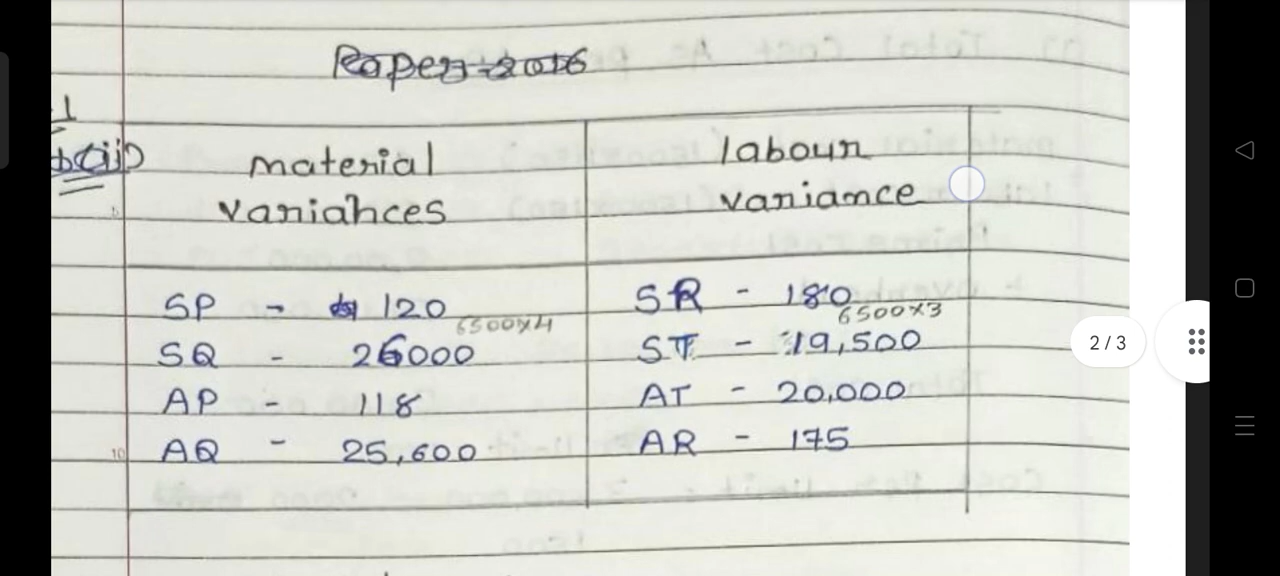 Paper-2016
1
b(ii)
material variances
labour variance
SP - 120
6500x4
SQ - 26000
AP - 118
AQ - 25,600
SR - 180
6500x3
ST - 19,500
AT - 20,000
AR - 175
10
2/3